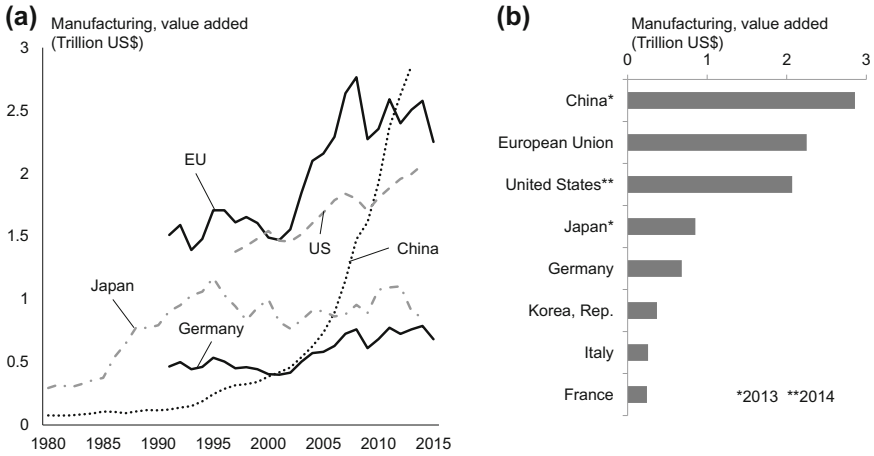 (a)
Manufacturing, value added
(Trillion US$)
3
2.5
2
1.5
1
0.5
0
EU
US
China
Japan
Germany
1980 1985 1990 1995 2000 2005 2010 2015
(b)
Manufacturing, value added
(Trillion US$)
0 1 2 3
China*
European Union
United States**
Japan*
Germany
Korea, Rep.
Italy
France
*2013 **2014